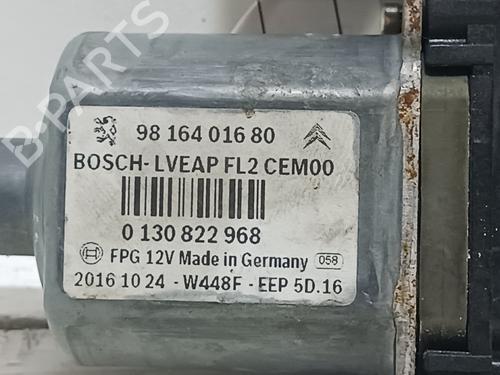 B-PARTS
98 164 016 80
BOSCH-LVEAP FL2 CEM00
0 130 822 968
FPG 12V Made in Germany 058
2016 10 24 - W448F - EEP 5D.16